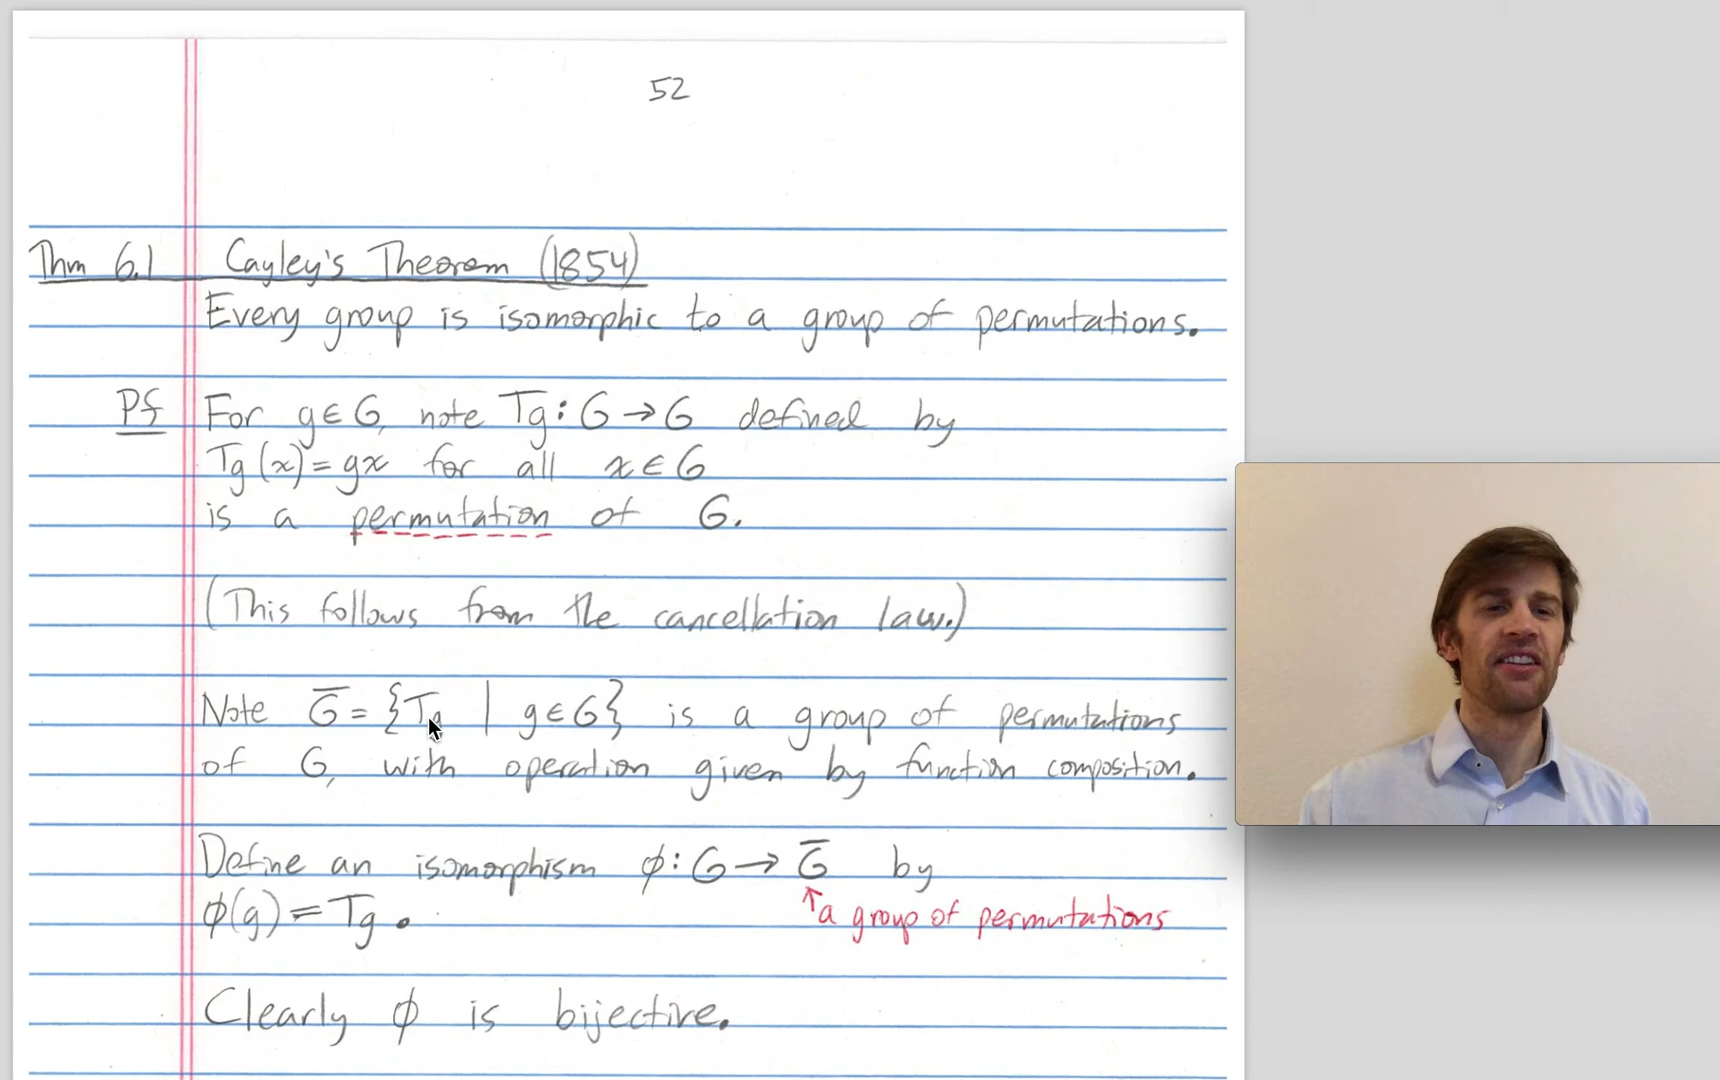 52
Thm 6.1 Cayley's Theorem (1854)
Every group is isomorphic to a group of permutations.
Pf For g∈G, note Tg: G→G defined by
Tg(x)=gx for all x∈G
is a permutation of G.
(This follows from the cancellation law.)
Note G̅ = {Tg | g∈G} is a group of permutations
of G, with operation given by function composition.
Define an isomorphism ϕ: G→G̅ by
↑a group of permutations
ϕ(g)=Tg.
Clearly ϕ is bijective.